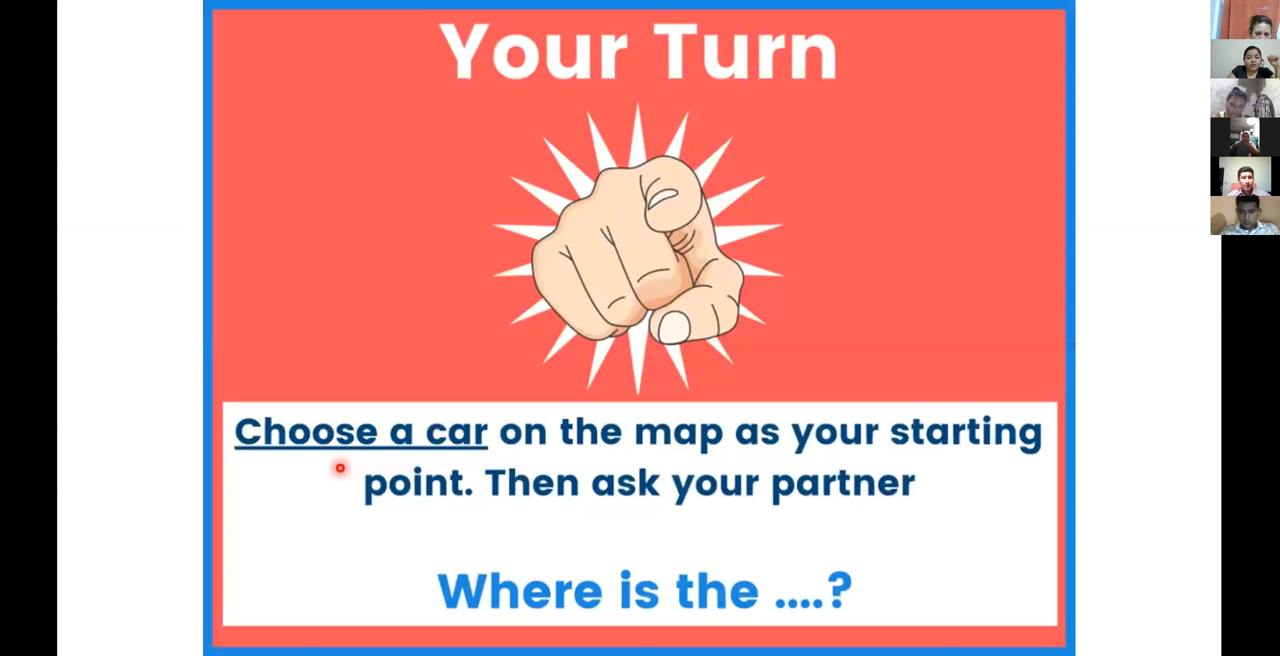 Your Turn
Choose a car on the map as your starting
point. Then ask your partner
Where is the ....?